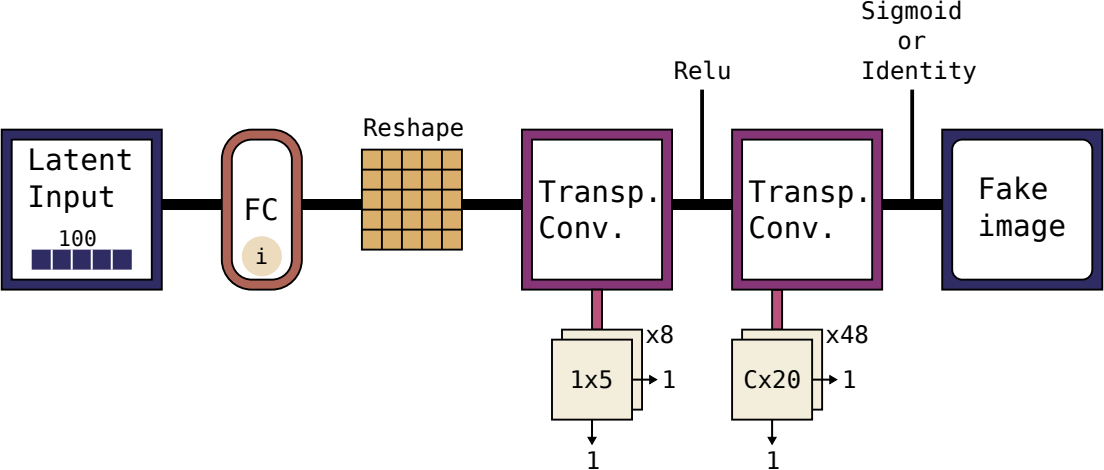 Sigmoid
or
Identity
Relu
Reshape
Latent
Input
100
FC
i
Transp.
Conv.
Transp.
Conv.
Fake
image
x8
1x5
1
1
x48
Cx20
1
1